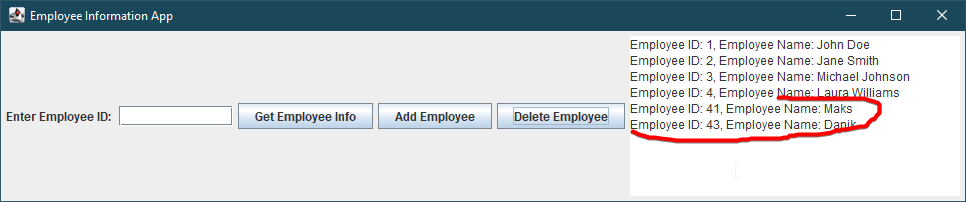 Employee Information App
Enter Employee ID:
Get Employee Info
Add Employee
Delete Employee
Employee ID: 1, Employee Name: John Doe
Employee ID: 2, Employee Name: Jane Smith
Employee ID: 3, Employee Name: Michael Johnson
Employee ID: 4, Employee Name: Laura Williams
Employee ID: 41, Employee Name: Maks
Employee ID: 43, Employee Name: Danik